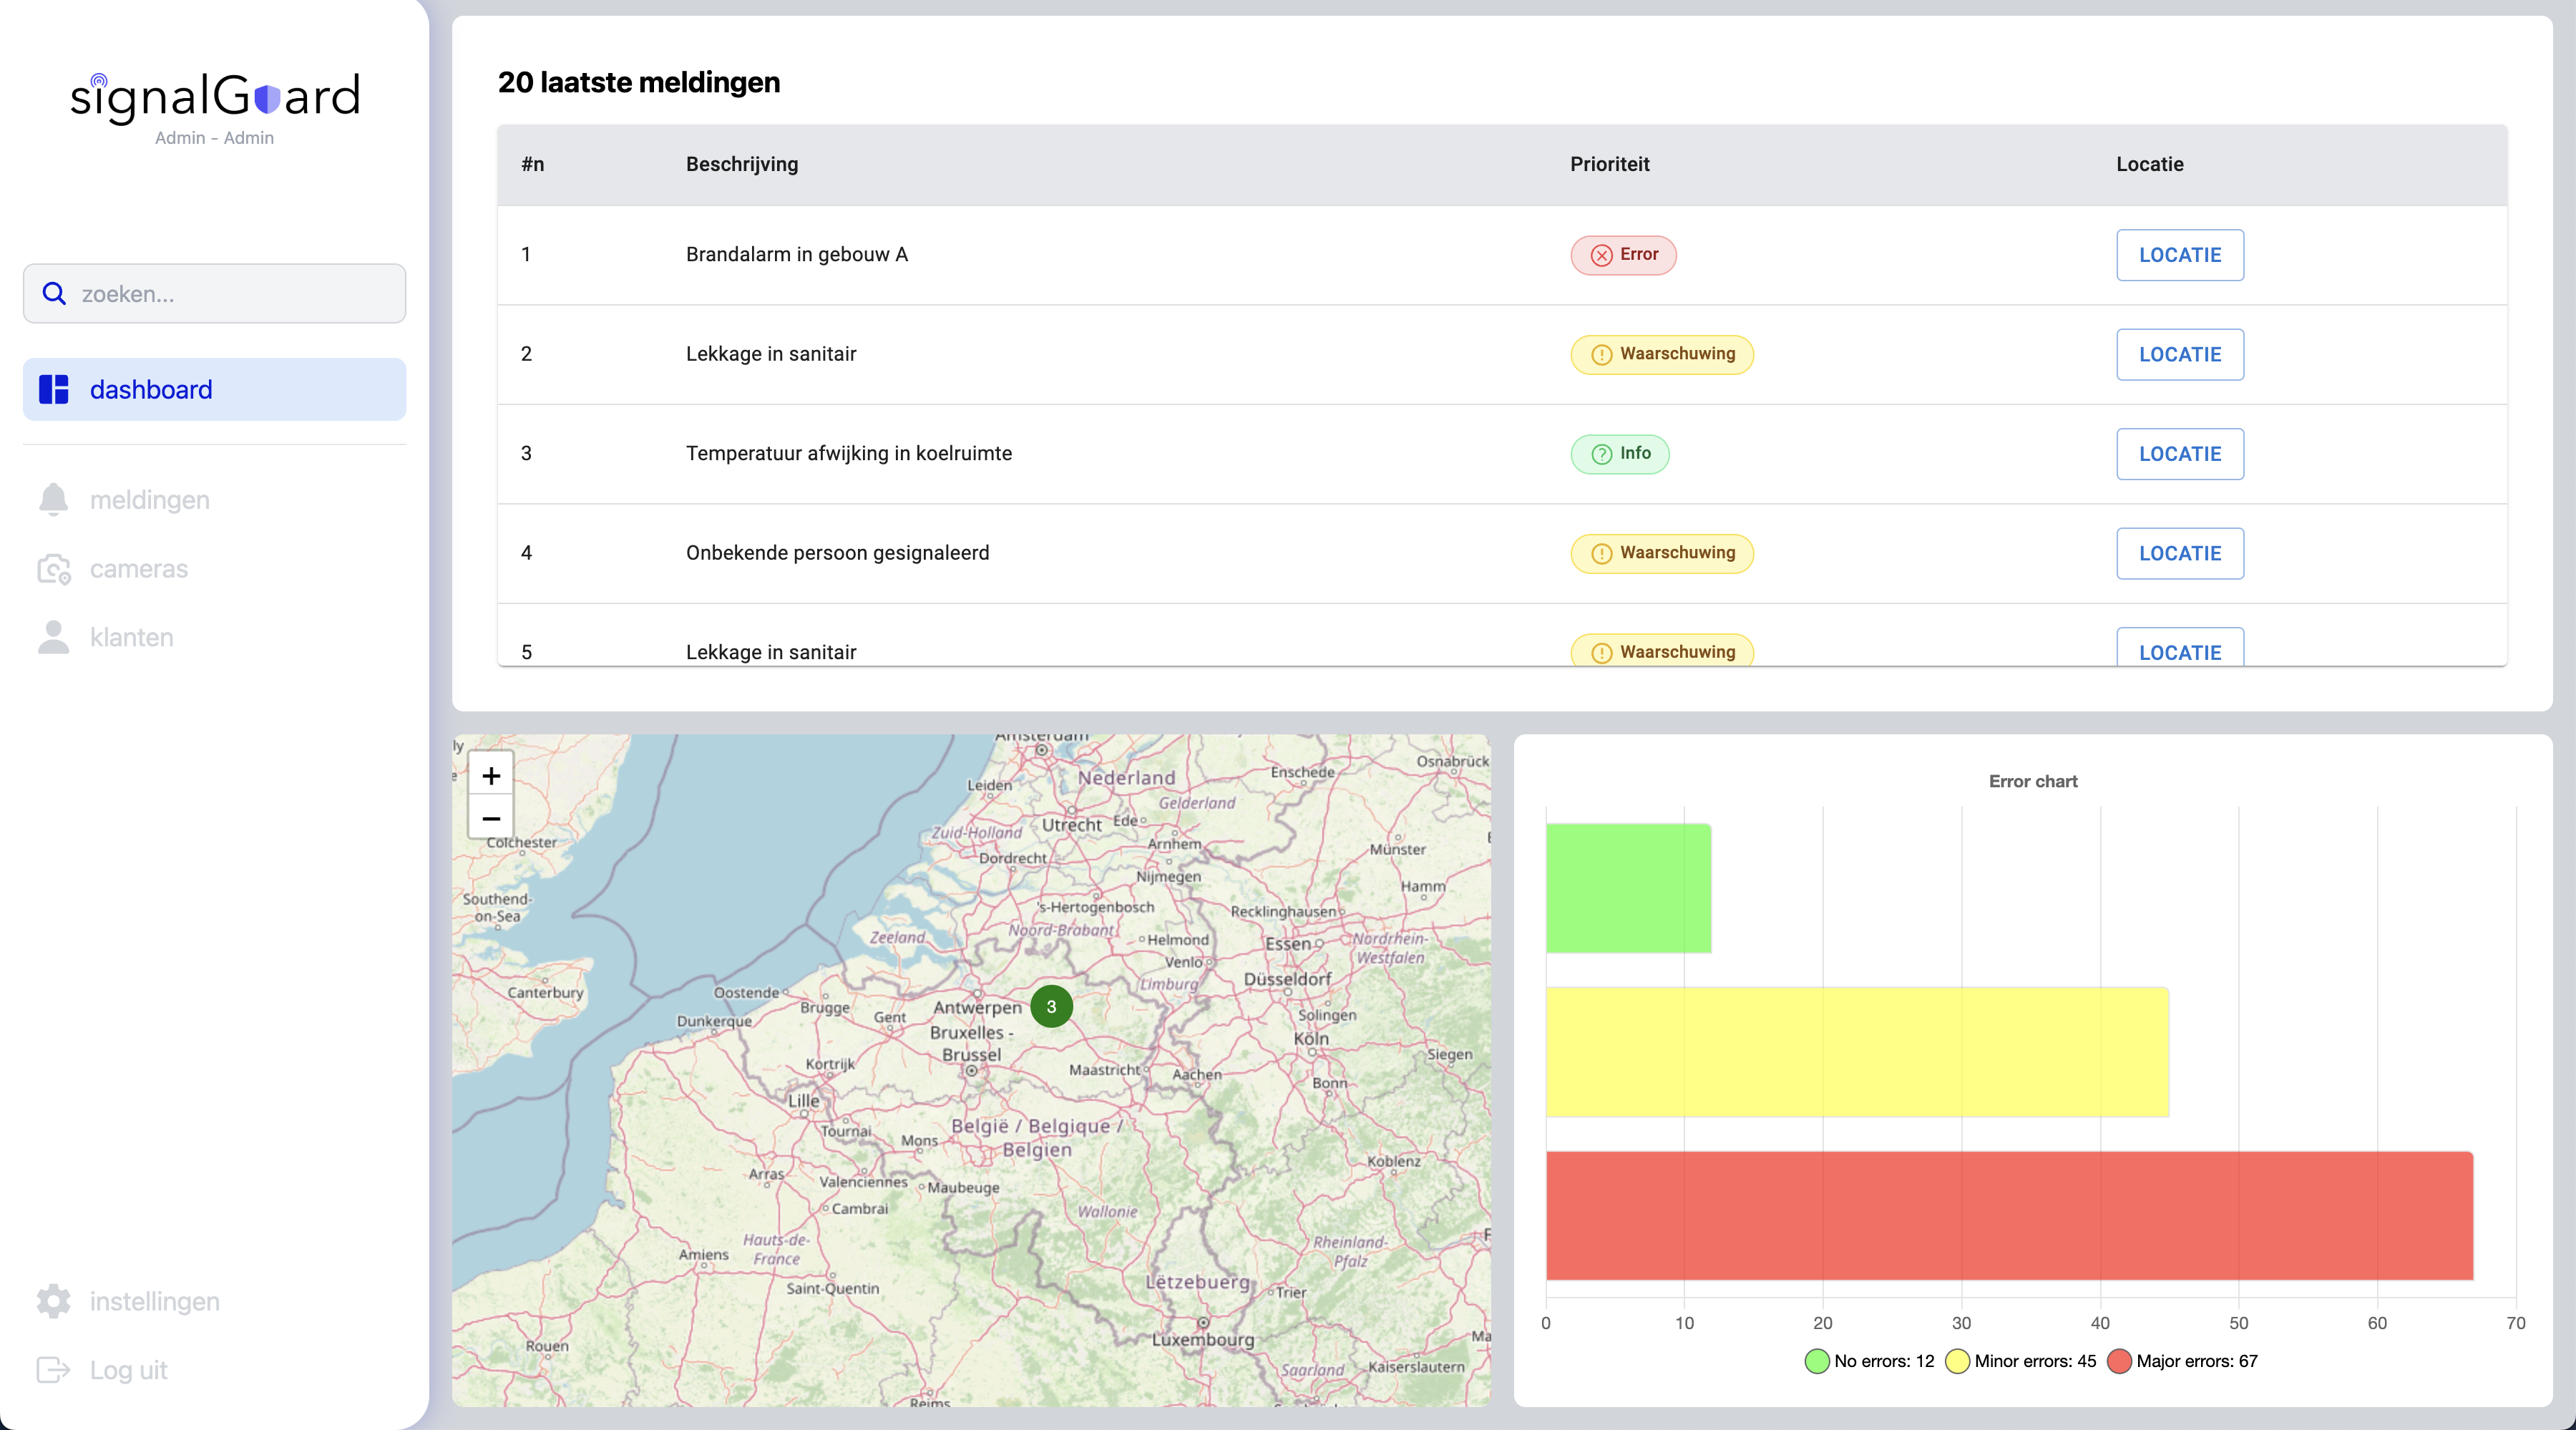 signalGuard
Admin - Admin
zoeken...
dashboard
meldingen
cameras
klanten
instellingen
Log uit
20 laatste meldingen
#n Beschrijving Prioriteit Locatie
1 Brandalarm in gebouw A Error LOCATIE
2 Lekkage in sanitair Waarschuwing LOCATIE
3 Temperatuur afwijking in koelruimte Info LOCATIE
4 Onbekende persoon gesignaleerd Waarschuwing LOCATIE
5 Lekkage in sanitair Waarschuwing LOCATIE
+
−
Amsterdam
Nederland
Leiden
Enschede
Osnabrück
Gelderland
Utrecht
Ede
Zuid-Holland
Colchester
Arnhem
Münster
Dordrecht
Nijmegen
Hamm
Southend-
on-Sea
's-Hertogenbosch
Recklinghausen
Noord-Brabant
Zeeland
Helmond
Essen
Nordrhein-
Westfalen
Venlo
Limburg
Düsseldorf
Canterbury
Oostende
Brugge
Antwerpen
3
Gent
Dunkerque
Solingen
Bruxelles -
Brussel
Köln
Siegen
Kortrijk
Maastricht
Aachen
Bonn
Lille
Tournai
Mons
België / Belgique /
Belgien
Koblenz
Arras
Valenciennes
Maubeuge
Cambrai
Wallonie
Hauts-de-
France
Amiens
Rheinland-
Pfalz
Saint-Quentin
Lëtzebuerg
Trier
Rouen
Luxembourg
Saarland
Kaiserslautern
Reims
Error chart
0 10 20 30 40 50 60 70
No errors: 12 Minor errors: 45 Major errors: 67